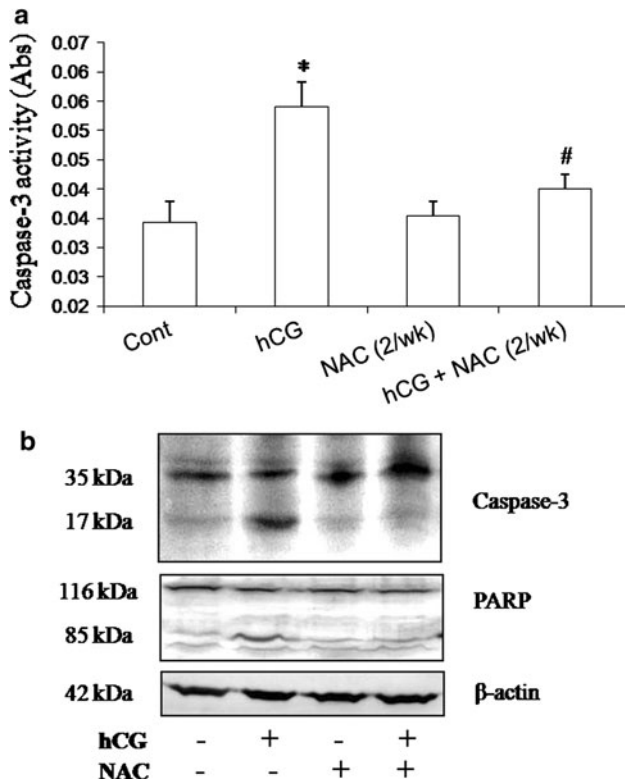 a
Caspase-3 activity (Abs)
0.07
0.06
0.06
0.05
0.05
0.04
0.04
0.03
0.03
0.02
*
#
Cont
hCG
NAC (2/wk)
hCG + NAC (2/wk)
b
35 kDa
17 kDa
Caspase-3
116 kDa
85 kDa
PARP
42 kDa
β-actin
hCG - + - +
NAC - - + +